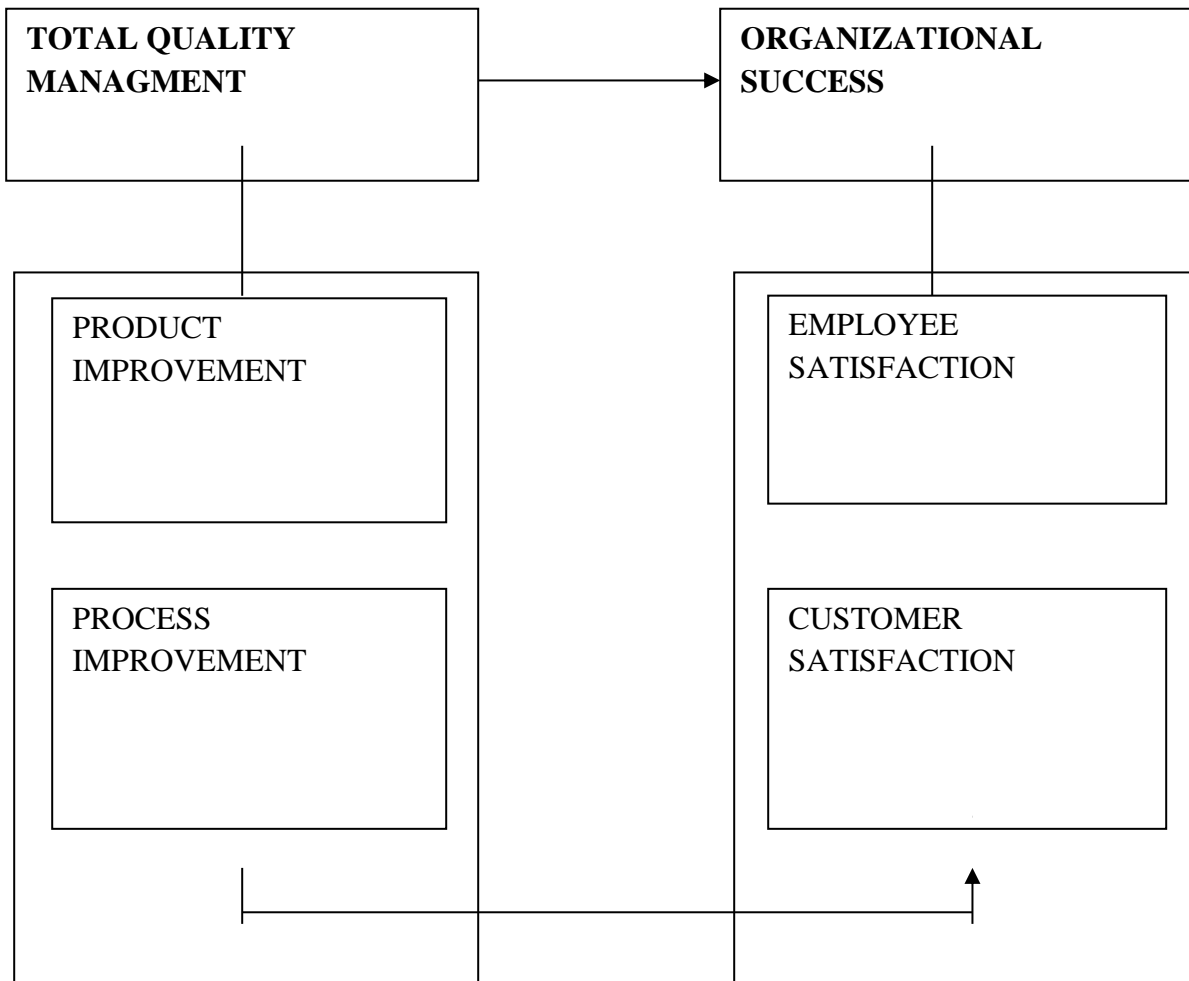 TOTAL QUALITY
MANAGMENT
ORGANIZATIONAL
SUCCESS
PRODUCT
IMPROVEMENT
EMPLOYEE
SATISFACTION
PROCESS
IMPROVEMENT
CUSTOMER
SATISFACTION